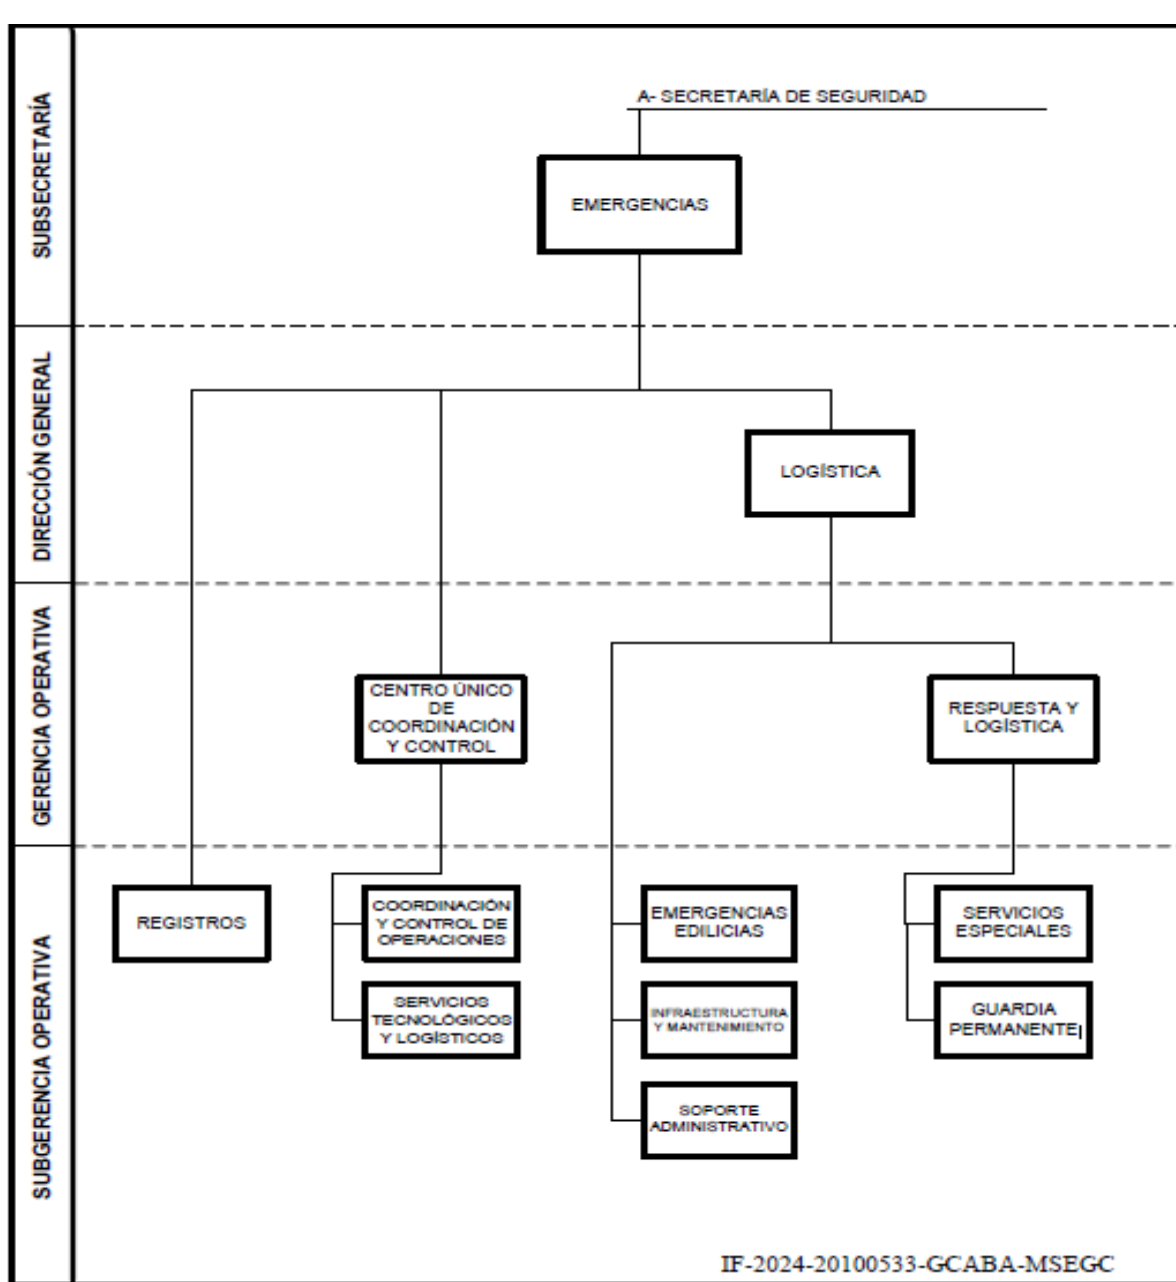 SUBSECRETARÍA
A- SECRETARÍA DE SEGURIDAD
EMERGENCIAS
DIRECCIÓN GENERAL
LOGÍSTICA
GERENCIA OPERATIVA
CENTRO ÚNICO
DE
COORDINACIÓN
Y CONTROL
RESPUESTA Y
LOGÍSTICA
SUBGERENCIA OPERATIVA
REGISTROS
COORDINACIÓN
Y CONTROL DE
OPERACIONES
SERVICIOS
TECNOLÓGICOS
Y LOGÍSTICOS
EMERGENCIAS
EDILICIAS
INFRAESTRUCTURA
Y MANTENIMIENTO
SOPORTE
ADMINISTRATIVO
SERVICIOS
ESPECIALES
GUARDIA
PERMANENTE
IF-2024-20100533-GCABA-MSEGC